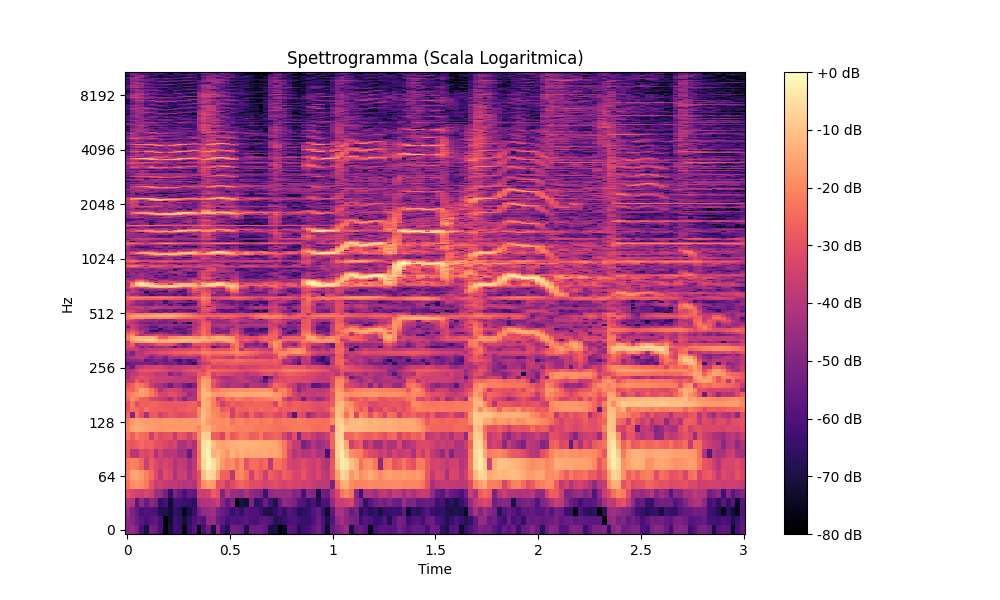 Spettrogramma (Scala Logaritmica)
Hz
8192
4096
2048
1024
512
256
128
64
0
0
0.5
1
1.5
2
2.5
3
Time
+0 dB
-10 dB
-20 dB
-30 dB
-40 dB
-50 dB
-60 dB
-70 dB
-80 dB